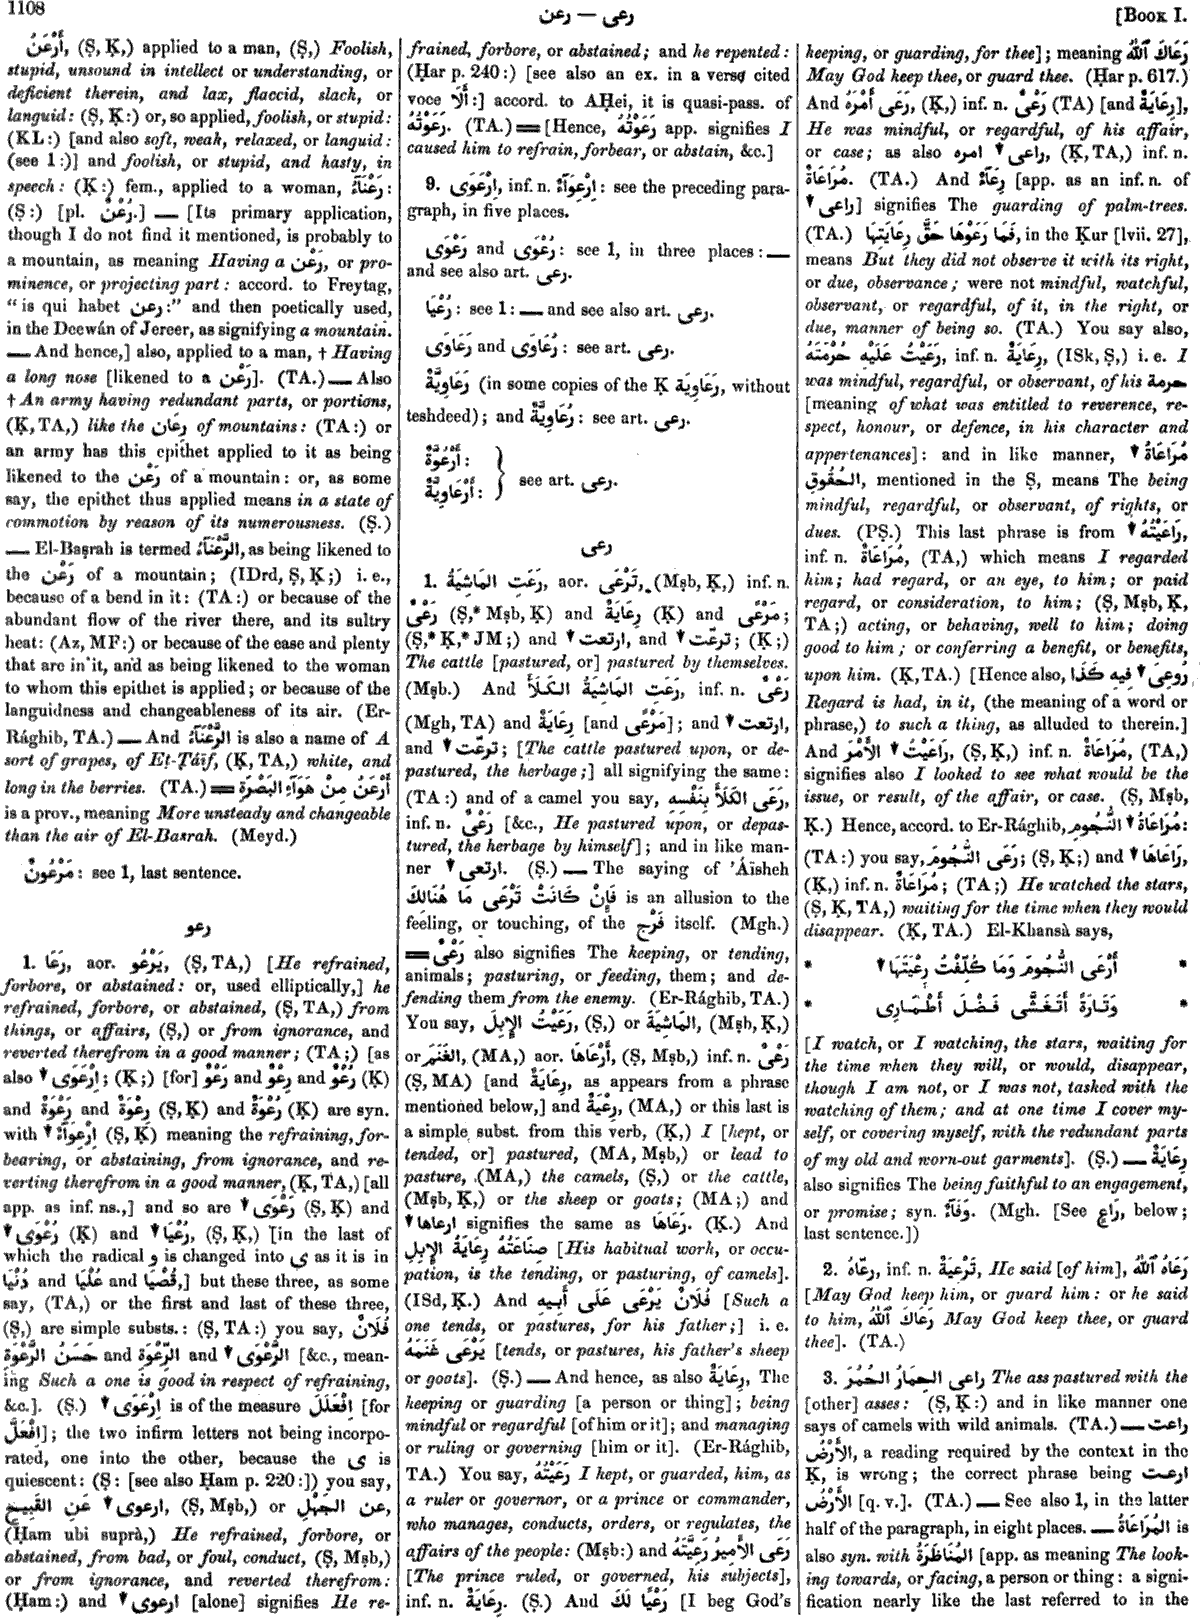 1108
رعن — رعى
[BOOK I.
أَرْعَنُ, (Ṣ, Ḳ,) applied to a man, (Ṣ,) Foolish,
stupid, unsound in intellect or understanding, or
deficient therein, and lax, flaccid, slack, or
languid: (Ṣ, Ḳ:) or, so applied, foolish, or stupid:
(KL:) [and also soft, weak, relaxed, or languid:
(see 1:)] and foolish, or stupid, and hasty, in
speech: (Ḳ:) fem., applied to a woman, رَعْنَآءُ:
(Ṣ:) [pl. رُعْنٌ.] — [Its primary application,
though I do not find it mentioned, is probably to
a mountain, as meaning Having a رَعْن, or pro-
minence, or projecting part: accord. to Freytag,
“is qui habet رعن:” and then poetically used,
in the Deewán of Jereer, as signifying a mountain.
— And hence,] also, applied to a man, † Having
a long nose [likened to a رَعْن]. (TA.) — Also
† An army having redundant parts, or portions,
(Ḳ, TA,) like the رِعَان of mountains: (TA:) or
an army has this epithet applied to it as being
likened to the رَعْن of a mountain: or, as some
say, the epithet thus applied means in a state of
commotion by reason of its numerousness. (Ṣ.)
— El-Baṣrah is termed الرَّعْنَآءُ, as being likened to
the رَعْن of a mountain; (IDrd, Ṣ, Ḳ;) i. e.,
because of a bend in it: (TA:) or because of the
abundant flow of the river there, and its sultry
heat: (Az, MF:) or because of the ease and plenty
that are in it, and as being likened to the woman
to whom this epithet is applied; or because of the
languidness and changeableness of its air. (Er-
Rághib, TA.) — And الرَّعْنَآءُ is also a name of A
sort of grapes, of Eṭ-Ṭáïf, (Ḳ, TA,) white, and
long in the berries. (TA.) = أَرْعَنُ مِنْ هَوَآءِ البَصْرَةِ
is a prov., meaning More unsteady and changeable
than the air of El-Basrah. (Meyd.)
مَرْعُونٌ: see 1, last sentence.
رعو
1. رَعَا, aor. يَرْعُو, (Ṣ, TA,) [He refrained,
forbore, or abstained: or, used elliptically,] he
refrained, forbore, or abstained, (Ṣ, TA,) from
things, or affairs, (Ṣ,) or from ignorance, and
reverted therefrom in a good manner; (TA;) [as
also ▼ اِرْعَوَى; (Ḳ;) [for] رَعْوٌ and رِعْوٌ and رُعْوٌ (Ḳ)
and رَعْوَةٌ and رِعْوَةٌ (Ṣ, Ḳ) and رُعْوَةٌ (Ḳ) are syn.
with ▼ اِرْعِوَآءٌ (Ṣ, Ḳ) meaning the refraining, for-
bearing, or abstaining, from ignorance, and re-
verting therefrom in a good manner, (Ḳ, TA,) [all
app. as inf. ns.,] and so are ▼ رَعْوَى (Ṣ, Ḳ) and
▼ رُعْوَى (Ḳ) and ▼ رُعْيَا, (Ṣ, Ḳ,) [in the last of
which the radical و is changed into ى as it is in
دُنْيَا and عُلْيَا and قُصْيَا,] but these three, as some
say, (TA,) or the first and last of these three,
(Ṣ,) are simple substs.: (Ṣ, TA:) you say, فُلَانٌ
حَسَنُ الرَّعْوَةِ and الرِّعْوَةِ and ▼ الرَّعْوَى [&c., mean-
ing Such a one is good in respect of refraining,
&c.]. (Ṣ.) ▼ اِرْعَوَى is of the measure اِفْعَلَلَ [for
اِفْعَلَّ]; the two infirm letters not being incorpo-
rated, one into the other, because the ى is
quiescent: (Ṣ: [see also Ḥam p. 220:]) you say,
ارعوى ▼ عَنِ القَبِيحِ, (Ṣ, Mṣb,) or عن الجَهْلِ,
(Ḥam ubi suprà,) He refrained, forbore, or
abstained, from bad, or foul, conduct, (Ṣ, Mṣb,)
or from ignorance, and reverted therefrom:
(Ḥam:) and ▼ ارعوى [alone] signifies He re-
frained, forbore, or abstained; and he repented:
(Ḥar p. 240:) [see also an ex. in a verse cited
voce أَلَا:] accord. to AḤei, it is quasi-pass. of
رَعَوْتُهُ. (TA.) = [Hence, رَعَوْتُهُ app. signifies I
caused him to refrain, forbear, or abstain, &c.]
9. اِرْعَوَى, inf. n. اِرْعِوَآءٌ: see the preceding para-
graph, in five places.
رَعْوَى and رُعْوَى: see 1, in three places: —
and see also art. رعى.
رُعْيَا: see 1: — and see also art. رعى.
رَعَاوَى and رُعَاوَى: see art. رعى.
رَعَاوِيَّةٌ (in some copies of the Ḳ رَعَاوِيَة, without
teshdeed); and رُعَاوِيَّةٌ: see art. رعى.
أُرْعُوَّةٌ:
أَرْعَاوِيَّةٌ:
see art. رعى.
رعى
1. رَعَتِ المَاشِيَةُ, aor. تَرْعَى, (Mṣb, Ḳ,) inf. n.
رَعْىٌ (Ṣ,* Mṣb, Ḳ) and رِعَايَةٌ (Ḳ) and مَرْعًى;
(Ṣ,* Ḳ,* JM;) and ▼ ارتعت, and ▼ ترعّت; (Ḳ;)
The cattle [pastured, or] pastured by themselves.
(Mṣb.) And رَعَتِ المَاشِيَةُ الكَلَأَ, inf. n. رَعْىٌ
(Mgh, TA) and رِعَايَةٌ [and مَرْعًى]; and ▼ ارتعت,
and ▼ ترعّت; [The cattle pastured upon, or de-
pastured, the herbage;] all signifying the same:
(TA:) and of a camel you say, رَعَى الكَلَأَ بِنَفْسِهِ,
inf. n. رَعْىٌ [&c., He pastured upon, or depas-
tured, the herbage by himself]; and in like man-
ner ▼ ارتعى. (Ṣ.) — The saying of ’Áïsheh
فَإِنْ كَانَتْ تَرْعَى مَا هُنَالِكَ is an allusion to the
feeling, or touching, of the فَرْج itself. (Mgh.)
= رَعْىٌ also signifies The keeping, or tending,
animals; pasturing, or feeding, them; and de-
fending them from the enemy. (Er-Rághib, TA.)
You say, رَعَيْتُ الإِبِلَ, (Ṣ,) or المَاشِيَةَ, (Mṣb, Ḳ,)
or الغَنَمَ, (MA,) aor. أَرْعَاهَا, (Ṣ, Mṣb,) inf. n. رَعْىٌ
(Ṣ, MA) [and رِعَايَةٌ, as appears from a phrase
mentioned below,] and رِعْيَةٌ, (MA,) or this last is
a simple subst. from this verb, (Ḳ,) I [kept, or
tended, or] pastured, (MA, Mṣb,) or lead to
pasture, (MA,) the camels, (Ṣ,) or the cattle,
(Mṣb, Ḳ,) or the sheep or goats; (MA;) and
▼ ارعاها signifies the same as رَعَاهَا. (Ḳ.) And
صِنَاعَتُهُ رِعَايَةُ الإِبِلِ [His habitual work, or occu-
pation, is the tending, or pasturing, of camels].
(ISd, Ḳ.) And فُلَانٌ يَرْعَى عَلَى أَبِيهِ [Such a
one tends, or pastures, for his father;] i. e.
يَرْعَى غَنَمَهُ [tends, or pastures, his father's sheep
or goats]. (Ṣ.) — And hence, as also رِعَايَةٌ, The
keeping or guarding [a person or thing]; being
mindful or regardful [of him or it]; and managing
or ruling or governing [him or it]. (Er-Rághib,
TA.) You say, رَعَيْتُهُ I kept, or guarded, him, as
a ruler or governor, or a prince or commander,
who manages, conducts, orders, or regulates, the
affairs of the people: (Mṣb:) and رَعَى الأَمِيرُ رَعِيَّتَهُ
[The prince ruled, or governed, his subjects],
inf. n. رِعَايَةٌ. (Ṣ.) And رَعْيًا لَكَ [I beg God's
keeping, or guarding, for thee]; meaning رَعَاكَ ٱللّٰهُ
May God keep thee, or guard thee. (Ḥar p. 617.)
And رَعَى أَمْرَهُ, (Ḳ,) inf. n. رَعْىٌ (TA) [and رِعَايَةٌ],
He was mindful, or regardful, of his affair,
or case; as also ▼ راعى امره, (Ḳ, TA,) inf. n.
مُرَاعَاةٌ. (TA.) And رِعَآءٌ [app. as an inf. n. of
▼ راعى] signifies The guarding of palm-trees.
(TA.) فَمَا رَعَوْهَا حَقَّ رِعَايَتِهَا, in the Ḳur [lvii. 27],
means But they did not observe it with its right,
or due, observance; were not mindful, watchful,
observant, or regardful, of it, in the right, or
due, manner of being so. (TA.) You say also,
رَعَيْتُ عَلَيْهِ حُرْمَتَهُ, inf. n. رِعَايَةٌ, (ISk, Ṣ,) i. e. I
was mindful, regardful, or observant, of his حرمة
[meaning of what was entitled to reverence, re-
spect, honour, or defence, in his character and
appertenances]: and in like manner, ▼ مُرَاعَاةُ
الحُقُوقِ, mentioned in the Ṣ, means The being
mindful, regardful, or observant, of rights, or
dues. (PṢ.) This last phrase is from ▼ رَاعَيْتُهُ,
inf. n. مُرَاعَاةٌ, (TA,) which means I regarded
him; had regard, or an eye, to him; or paid
regard, or consideration, to him; (Ṣ, Mṣb, Ḳ,
TA;) acting, or behaving, well to him; doing
good to him; or conferring a benefit, or benefits,
upon him. (Ḳ, TA.) [Hence also, رُوعِىَ ▼ فِيهِ كَذَا
Regard is had, in it, (the meaning of a word or
phrase,) to such a thing, as alluded to therein.]
And رَاعَيْتُ ▼ الأَمْرَ, (Ṣ, Ḳ,) inf. n. مُرَاعَاةٌ, (TA,)
signifies also I looked to see what would be the
issue, or result, of the affair, or case. (Ṣ, Mṣb,
Ḳ.) Hence, accord. to Er-Rághib, مُرَاعَاةُ ▼ النُّجُومِ:
(TA:) you say, رَعَى النُّجُومَ; (Ṣ, Ḳ;) and ▼ رَاعَاهَا,
(Ḳ,) inf. n. مُرَاعَاةٌ; (TA;) He watched the stars,
(Ṣ, Ḳ, TA,) waiting for the time when they would
disappear. (Ḳ, TA.) El-Khansà says,
* أَرْعَى النُّجُومَ وَمَا كُلِّفْتُ رِعْيَتَهَا ▼ *
* وَتَارَةً أَتَغَشَّى فَضْلَ أَطْمَارِى *
[I watch, or I watching, the stars, waiting for
the time when they will, or would, disappear,
though I am not, or I was not, tasked with the
watching of them; and at one time I cover my-
self, or covering myself, with the redundant parts
of my old and worn-out garments]. (Ṣ.) — رِعَايَةٌ
also signifies The being faithful to an engagement,
or promise; syn. وَفَآءٌ. (Mgh. [See رَاعٍ, below;
last sentence.])
2. رَعّاهُ, inf. n. تَرْعِيَةٌ, He said [of him], رَعَاهُ ٱللّٰهُ
[May God keep him, or guard him: or he said
to him, رَعَاكَ ٱللّٰهُ May God keep thee, or guard
thee]. (TA.)
3. راعى الحِمَارُ الحُمُرَ The ass pastured with the
[other] asses: (Ṣ, Ḳ:) and in like manner one
says of camels with wild animals. (TA.) — راعت
الأَرْضُ, a reading required by the context in the
Ḳ, is wrong; the correct phrase being ارعت
الأَرْضُ [q. v.]. (TA.) — See also 1, in the latter
half of the paragraph, in eight places. — المُرَاعَاةُ is
also syn. with المُنَاظَرَةُ [app. as meaning The look-
ing towards, or facing, a person or thing: a signi-
fication nearly like the last referred to in the